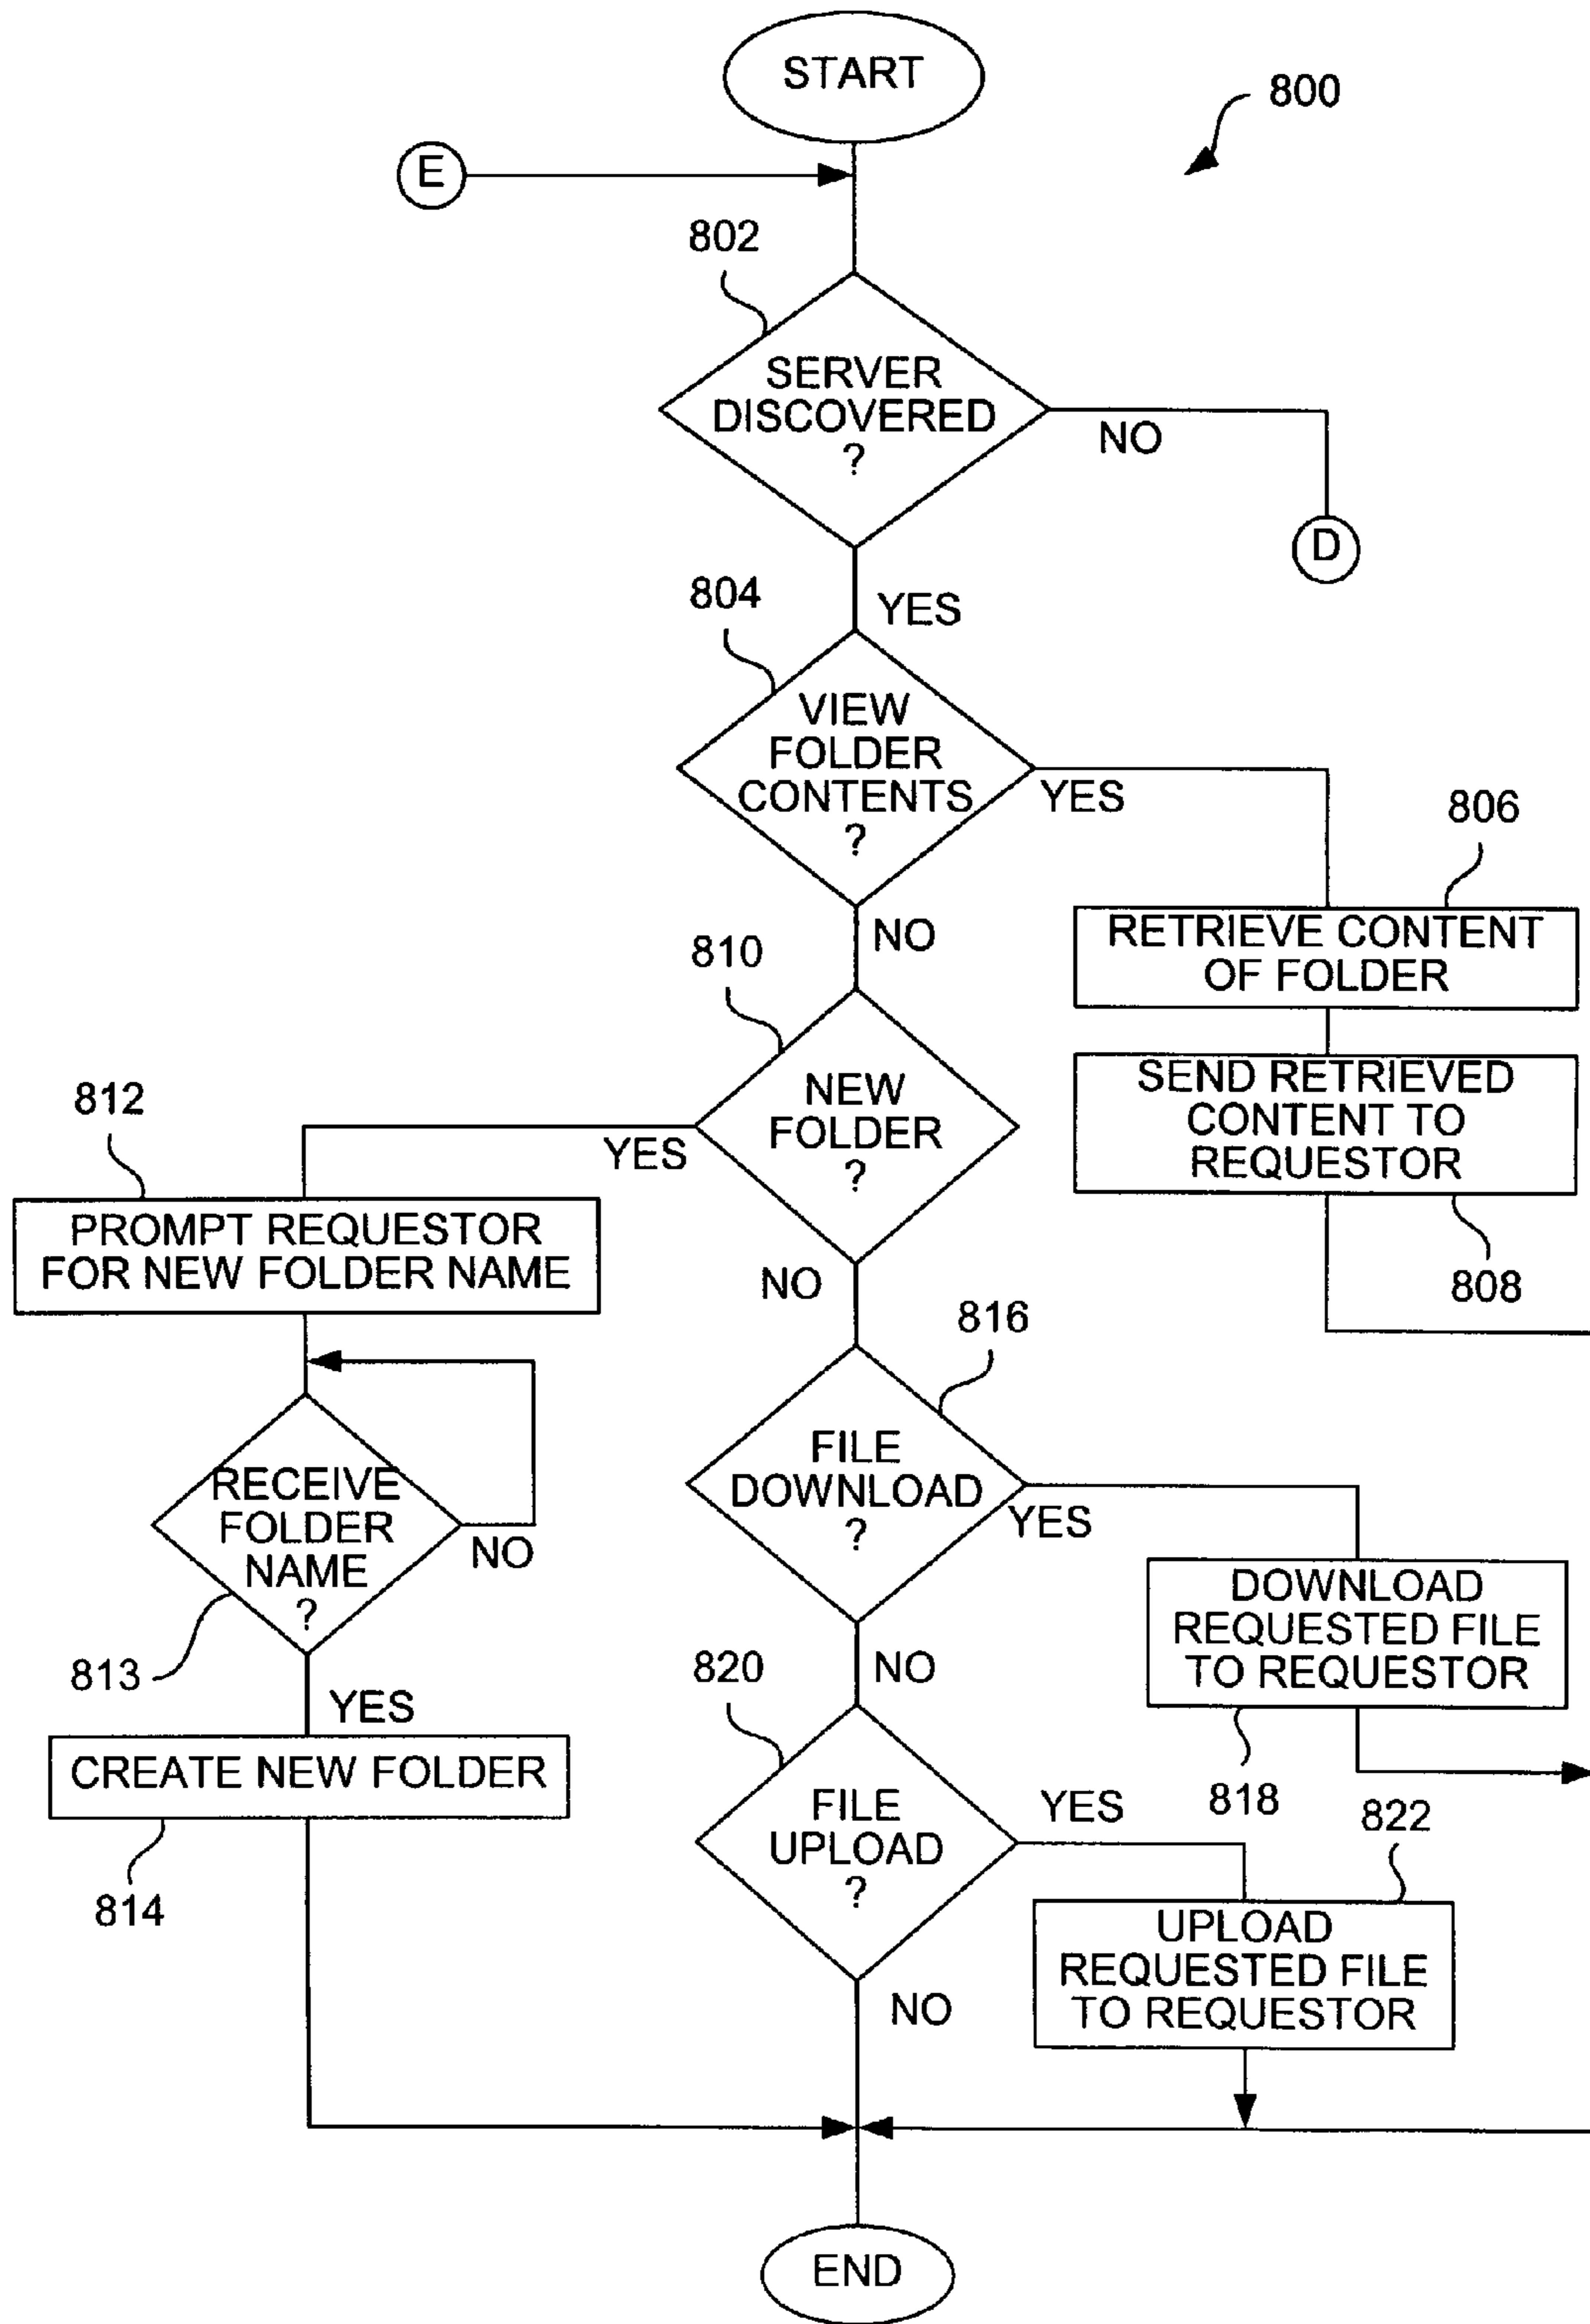 START
800
E
802
SERVER
DISCOVERED
?
NO
D
804
YES
VIEW
FOLDER
CONTENTS
?
YES
806
RETRIEVE CONTENT
OF FOLDER
NO
810
SEND RETRIEVED
CONTENT TO
REQUESTOR
808
NEW
FOLDER
?
YES
812
PROMPT REQUESTOR
FOR NEW FOLDER NAME
NO
816
RECEIVE
FOLDER
NAME
?
NO
813
YES
CREATE NEW FOLDER
814
FILE
DOWNLOAD
?
YES
DOWNLOAD
REQUESTED FILE
TO REQUESTOR
818
NO
820
FILE
UPLOAD
?
YES
822
UPLOAD
REQUESTED FILE
TO REQUESTOR
NO
END